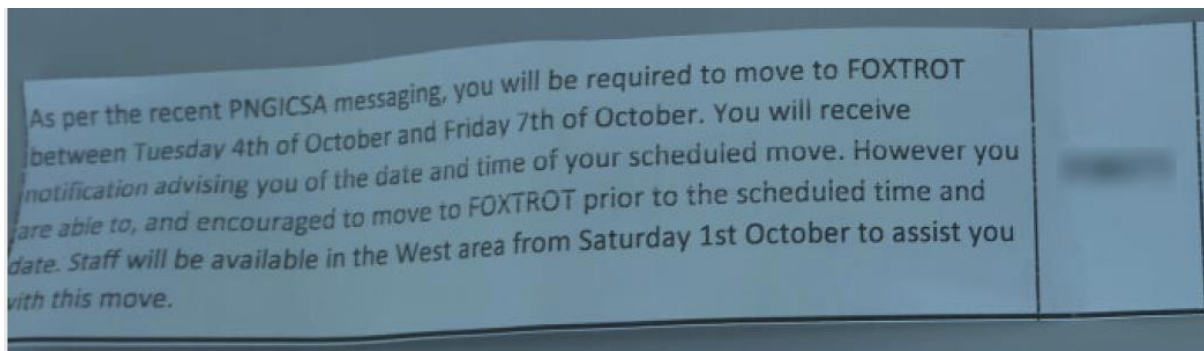 As per the recent PNGICSA messaging, you will be required to move to FOXTROT
between Tuesday 4th of October and Friday 7th of October. You will receive
notification advising you of the date and time of your scheduled move. However you
are able to, and encouraged to move to FOXTROT prior to the scheduled time and
date. Staff will be available in the West area from Saturday 1st October to assist you
with this move.